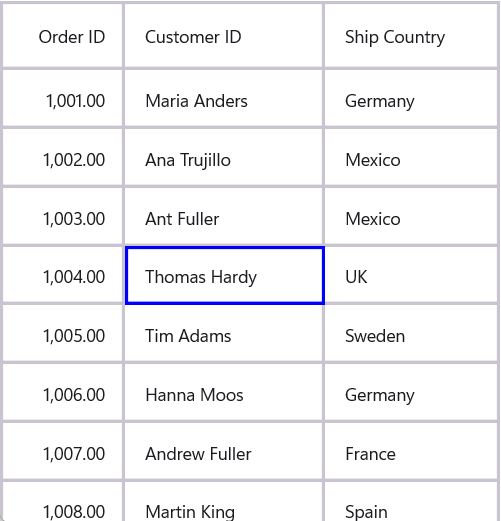 Order ID Customer ID Ship Country
1,001.00 Maria Anders Germany
1,002.00 Ana Trujillo Mexico
1,003.00 Ant Fuller Mexico
1,004.00 Thomas Hardy UK
1,005.00 Tim Adams Sweden
1,006.00 Hanna Moos Germany
1,007.00 Andrew Fuller France
1,008.00 Martin King Spain